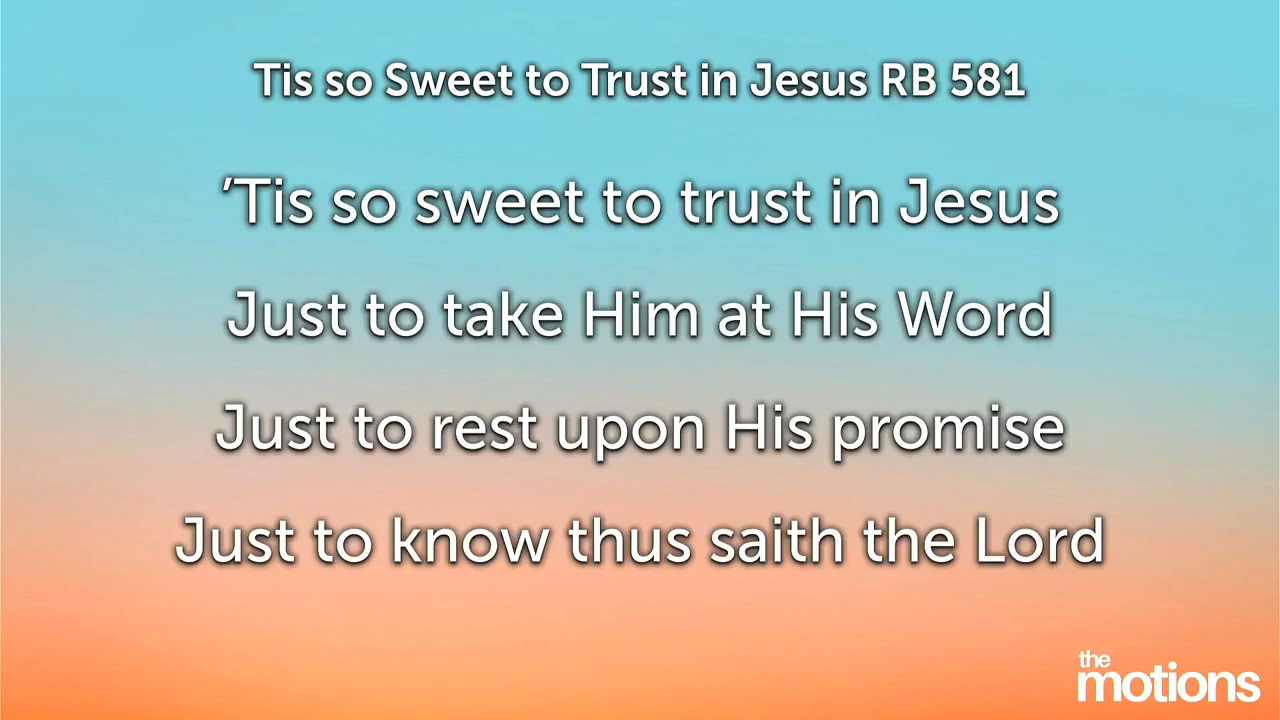 Tis so Sweet to Trust in Jesus RB 581
’Tis so sweet to trust in Jesus
Just to take Him at His Word
Just to rest upon His promise
Just to know thus saith the Lord
the
motions